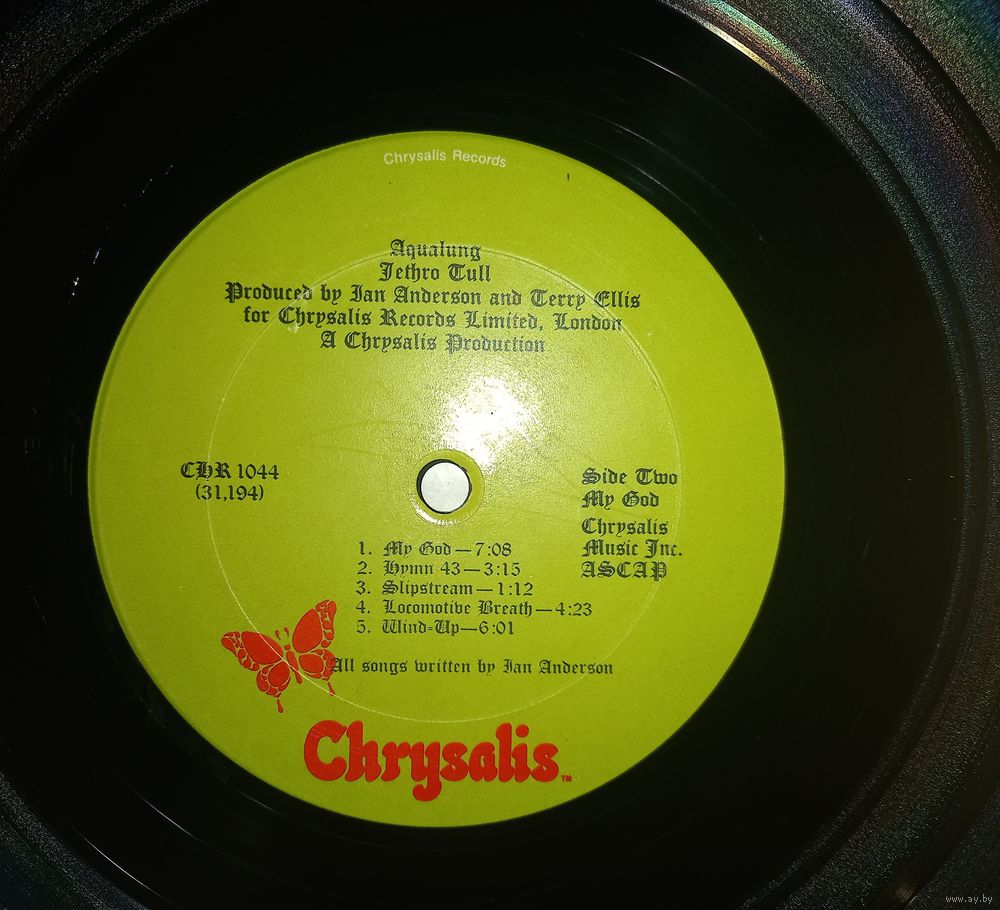 Chrysalis Records
Aqualung
Jethro Tull
Produced by Ian Anderson and Terry Ellis
for Chrysalis Records Limited, London
A Chrysalis Production
CHR 1044
(31,194)
Side Two
My God
Chrysalis
Music Inc.
ASCAP
1. My God—7:08
2. Hymn 43—3:15
3. Slipstream—1:12
4. Locomotive Breath—4:23
5. Wind-Up—6:01
All songs written by Ian Anderson
Chrysalis™
www.ay.by